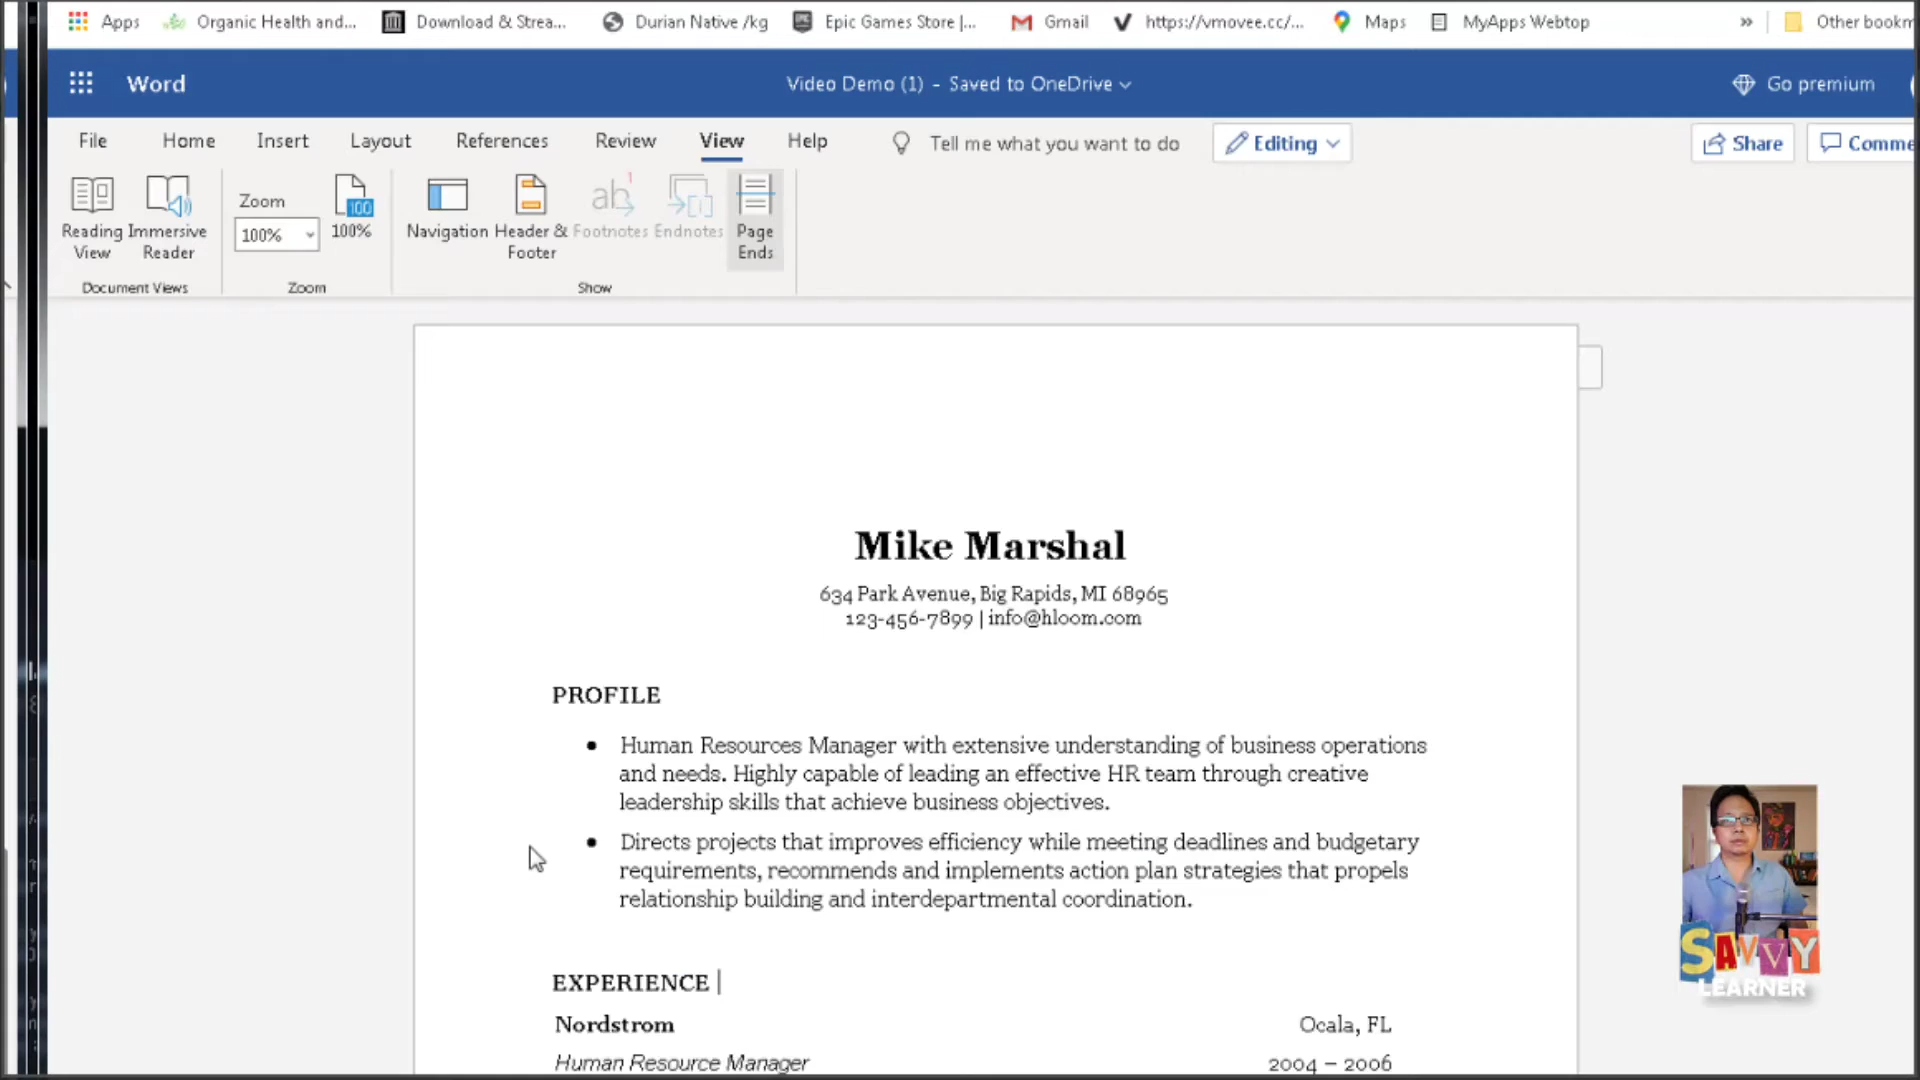 Apps
Organic Health and...
Download & Strea...
Durian Native /kg
Epic Games Store |...
Gmail
https://vmovee.cc/...
Maps
MyApps Webtop
»
Other bookm
Word
Video Demo (1) - Saved to OneDrive
Go premium
File
Home
Insert
Layout
References
Review
View
Help
Tell me what you want to do
Editing
Share
Comme
Reading View
Immersive Reader
Document Views
Zoom
100%
100
100%
Zoom
Navigation
Header & Footer
ab
1
Footnotes
Endnotes
Page Ends
Show
Mike Marshal
634 Park Avenue, Big Rapids, MI 68965
123-456-7899 | info@hloom.com
PROFILE
• Human Resources Manager with extensive understanding of business operations
and needs. Highly capable of leading an effective HR team through creative
leadership skills that achieve business objectives.
• Directs projects that improves efficiency while meeting deadlines and budgetary
requirements, recommends and implements action plan strategies that propels
relationship building and interdepartmental coordination.
EXPERIENCE
Nordstrom
Ocala, FL
Human Resource Manager
2004 – 2006
SAVVY
LEARNER